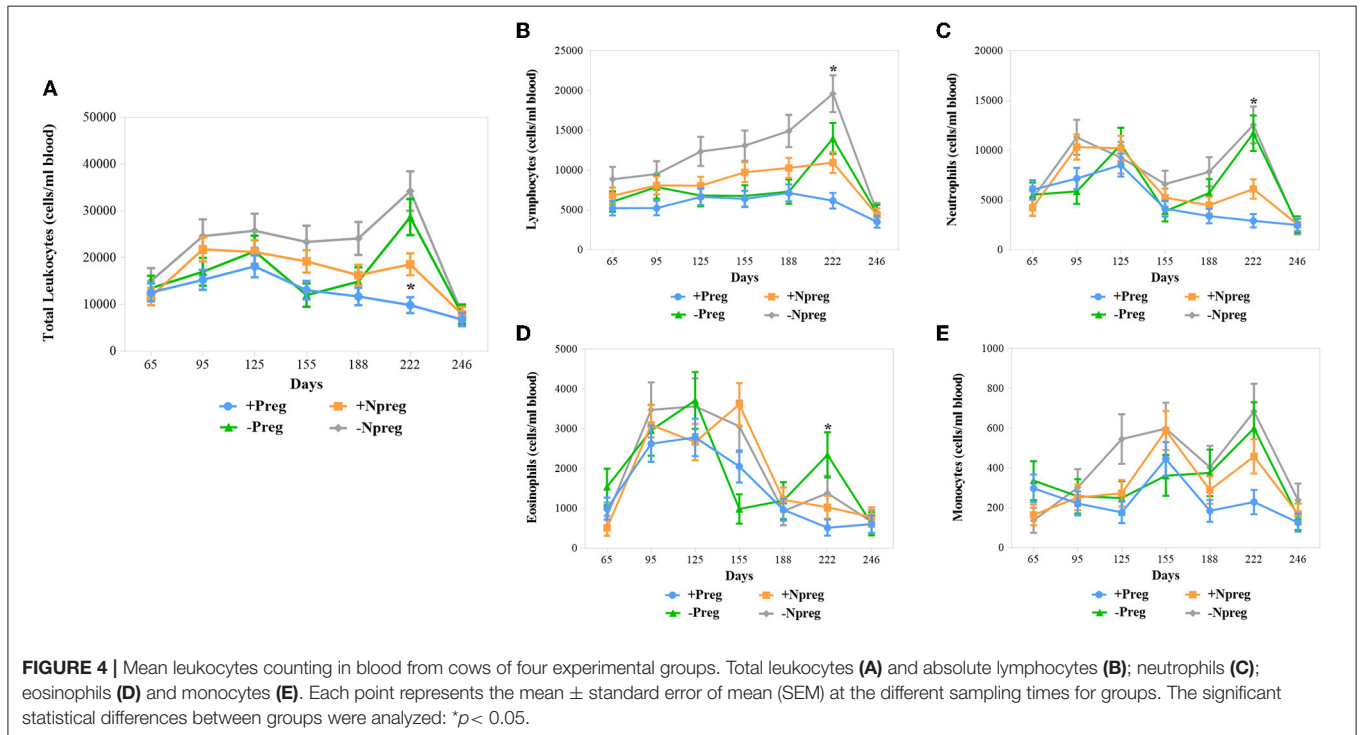 A
Total Leukocytes (cells/ml blood)
50000
40000
30000
20000
10000
0
*
65 95 125 155 188 222 246
Days
+Preg +Npreg
-Preg -Npreg
B
Lymphocytes (cells/ml blood)
25000
20000
15000
10000
5000
0
*
65 95 125 155 188 222 246
Days
+Preg +Npreg
-Preg -Npreg
C
Neutrophils (cells/ml blood)
20000
15000
10000
5000
0
*
65 95 125 155 188 222 246
Days
+Preg +Npreg
-Preg -Npreg
D
Eosinophils (cells/ml blood)
5000
4000
3000
2000
1000
0
*
65 95 125 155 188 222 246
Days
+Preg +Npreg
-Preg -Npreg
E
Monocytes (cells/ml blood)
1000
800
600
400
200
0
65 95 125 155 188 222 246
Days
+Preg +Npreg
-Preg -Npreg
FIGURE 4 | Mean leukocytes counting in blood from cows of four experimental groups. Total leukocytes (A) and absolute lymphocytes (B); neutrophils (C);
eosinophils (D) and monocytes (E). Each point represents the mean ± standard error of mean (SEM) at the different sampling times for groups. The significant
statistical differences between groups were analyzed: *p< 0.05.